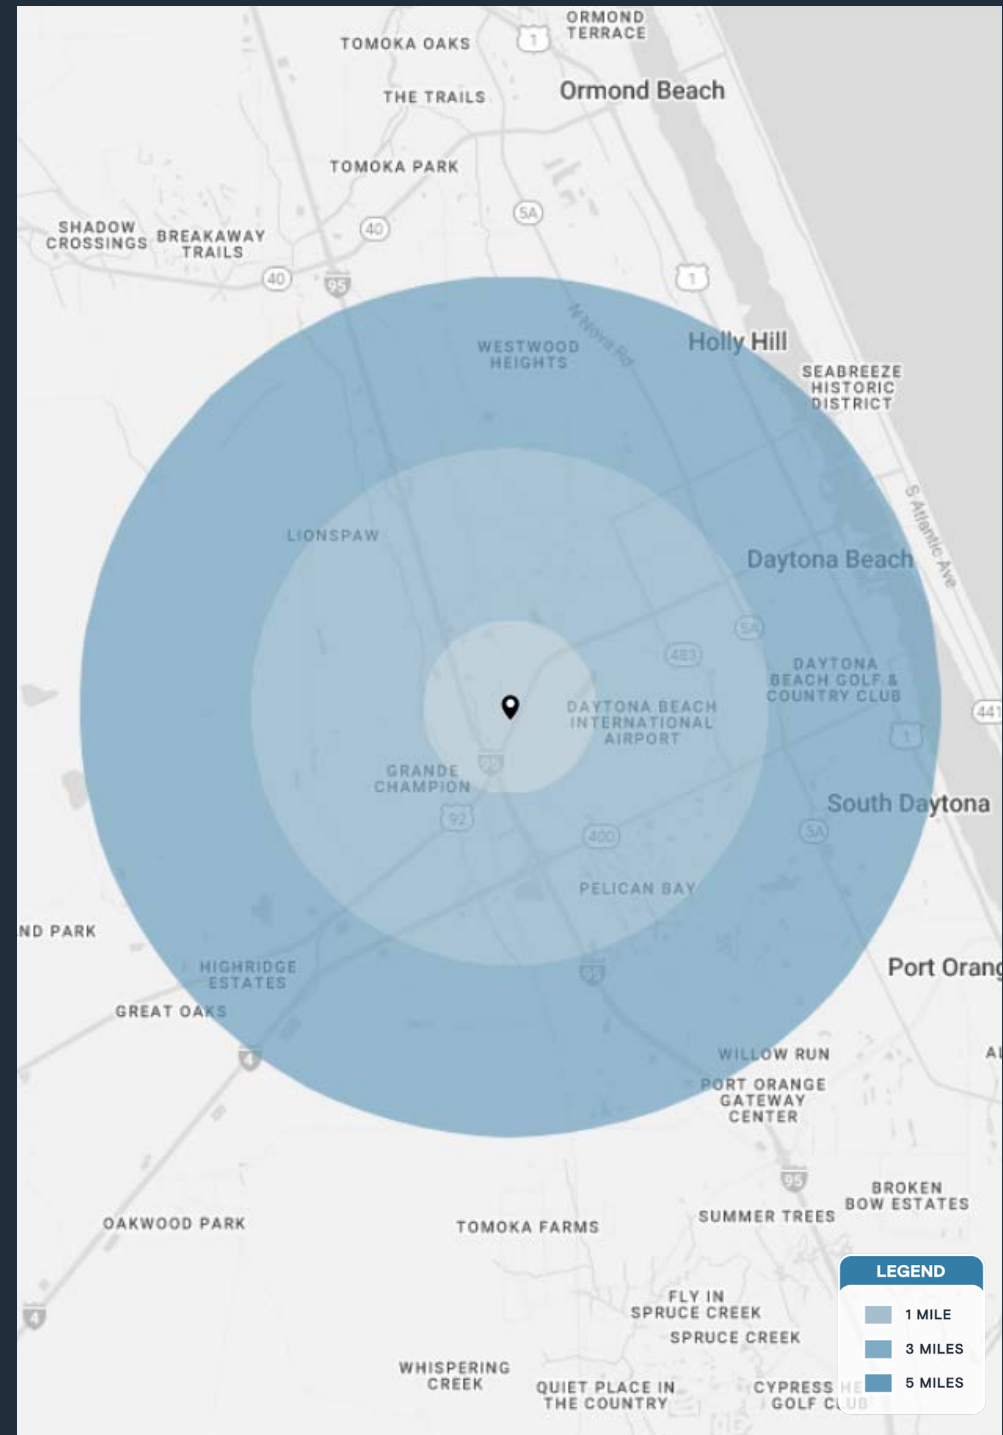 ORMOND
TERRACE
TOMOKA OAKS
1
Ormond Beach
THE TRAILS
TOMOKA PARK
5A
40
SHADOW
CROSSINGS
BREAKAWAY
TRAILS
40
95
1
N Nova Rd
WESTWOOD
HEIGHTS
Holly Hill
SEABREEZE
HISTORIC
DISTRICT
S Atlantic Ave
LIONSPAW
Daytona Beach
5A
483
DAYTONA
BEACH GOLF &
COUNTRY CLUB
DAYTONA BEACH
INTERNATIONAL
AIRPORT
441
1
95
GRANDE
CHAMPION
92
South Daytona
400
5A
PELICAN BAY
ND PARK
HIGHRIDGE
ESTATES
95
Port Orang
GREAT OAKS
4
WILLOW RUN
AL
PORT ORANGE
GATEWAY
CENTER
95
BROKEN
BOW ESTATES
OAKWOOD PARK
TOMOKA FARMS
SUMMER TREES
4
FLY IN
SPRUCE CREEK
SPRUCE CREEK
WHISPERING
CREEK
QUIET PLACE IN
THE COUNTRY
CYPRESS HE
GOLF CLUB
LEGEND
1 MILE
3 MILES
5 MILES